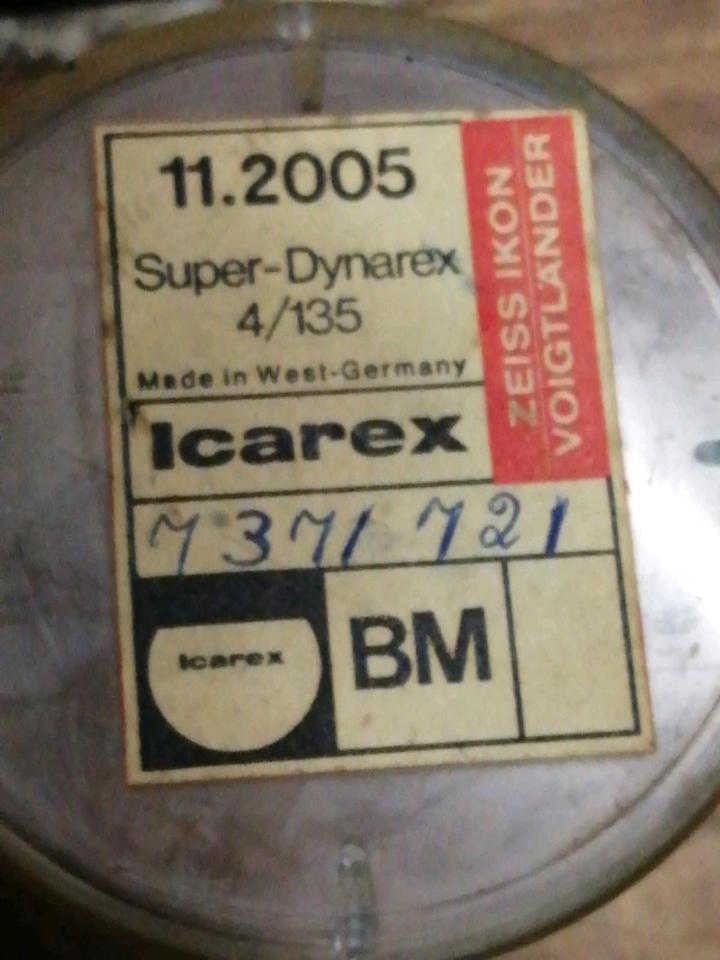 11.2005
Super-Dynarex
4/135
Made in West-Germany
ZEISS IKON
VOIGTLÄNDER
Icarex
7371721
Icarex
BM